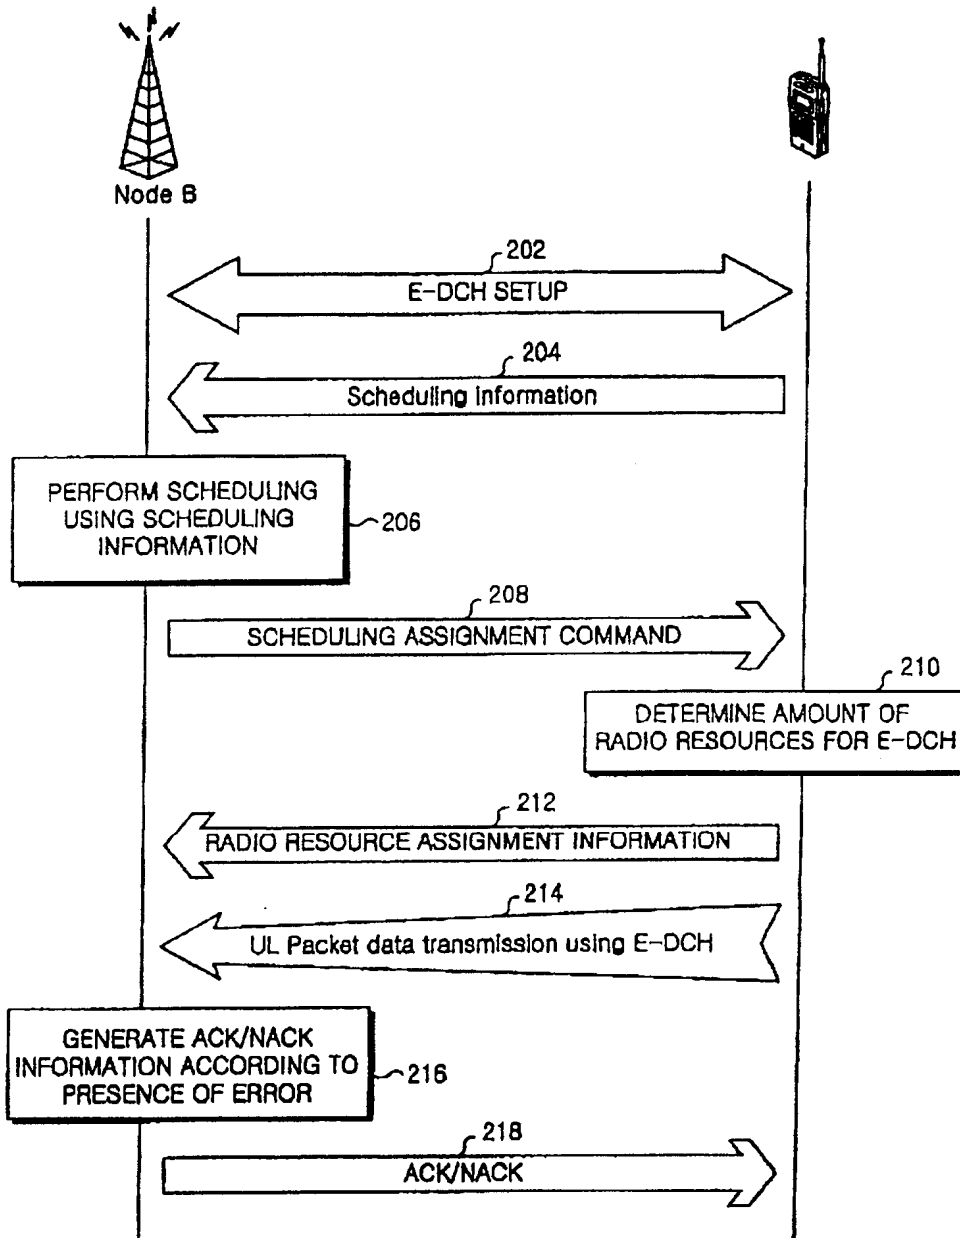 Node B
202
E-DCH SETUP
204
Scheduling information
PERFORM SCHEDULING
USING SCHEDULING
INFORMATION
206
208
SCHEDULING ASSIGNMENT COMMAND
210
DETERMINE AMOUNT OF
RADIO RESOURCES FOR E-DCH
212
RADIO RESOURCE ASSIGNMENT INFORMATION
214
UL Packet data transmission using E-DCH
GENERATE ACK/NACK
INFORMATION ACCORDING TO
PRESENCE OF ERROR
216
218
ACK/NACK